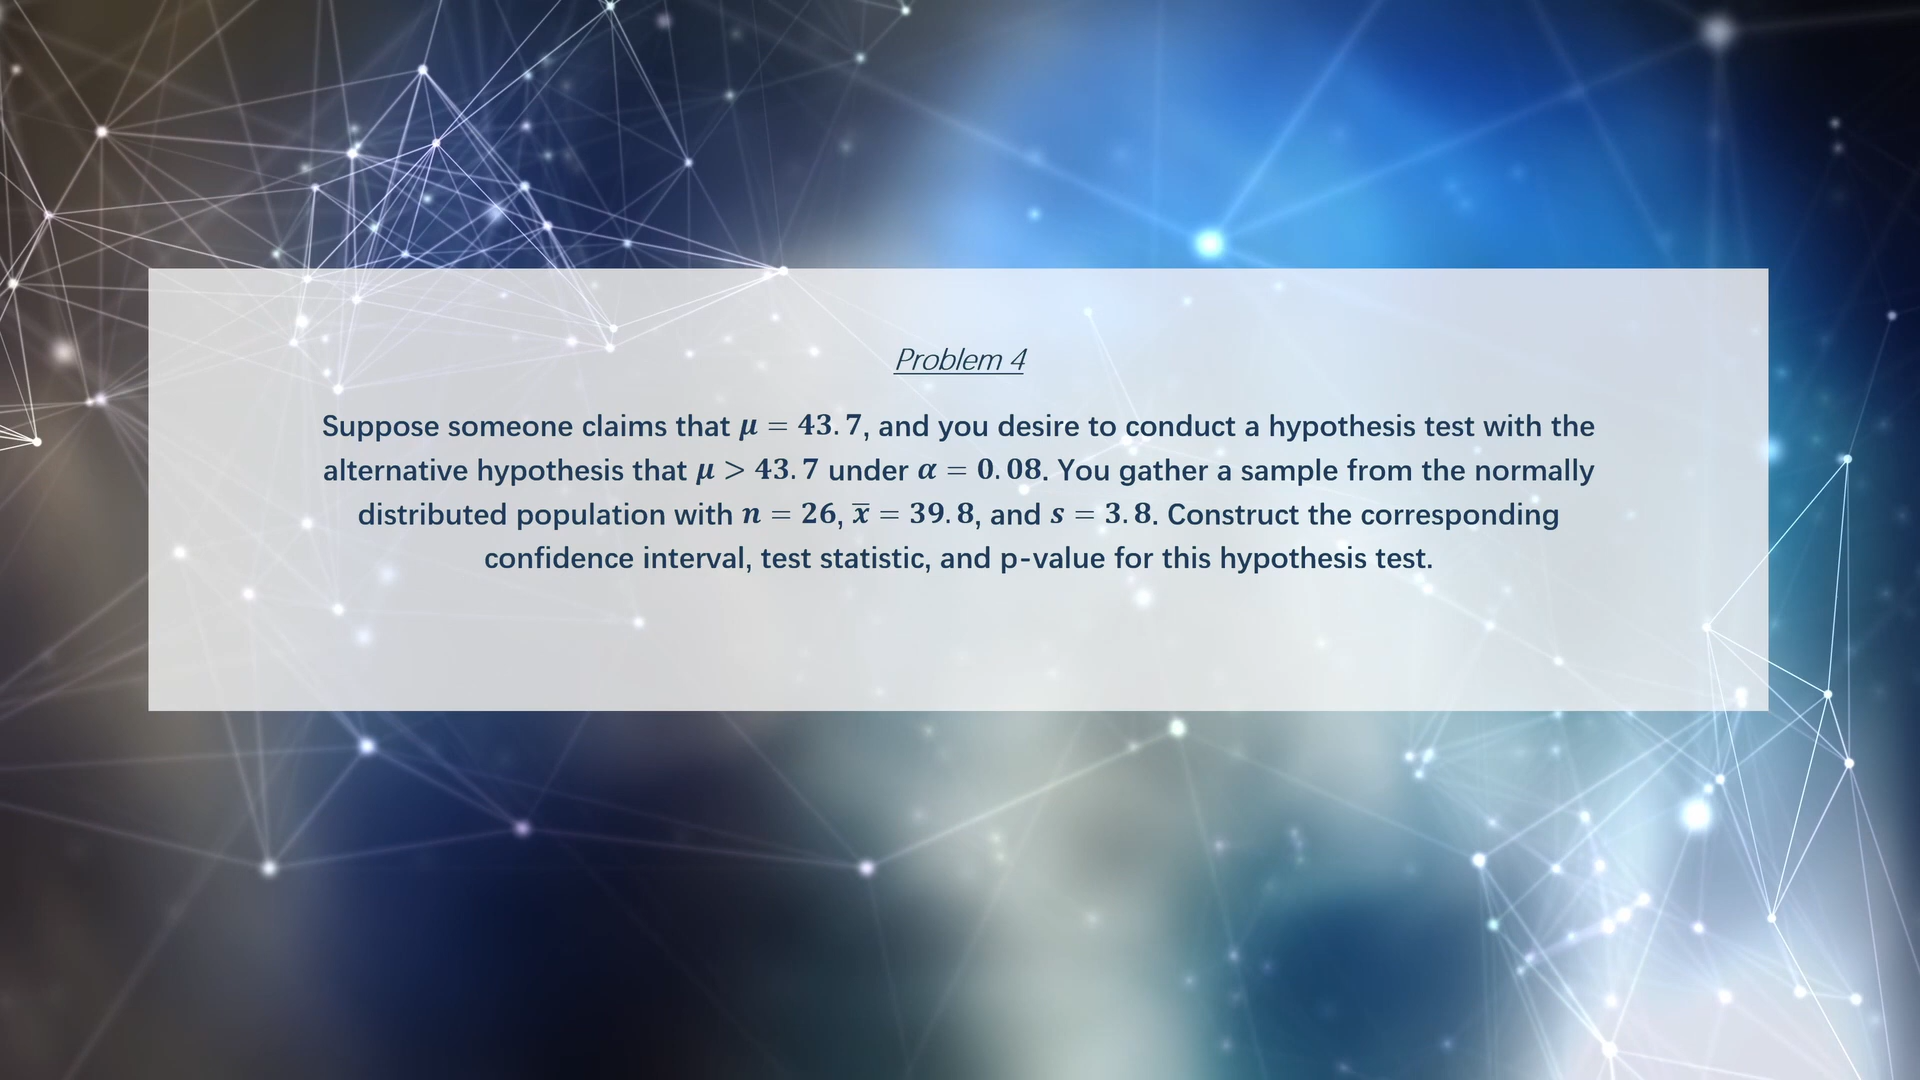 Problem 4
Suppose someone claims that μ = 43.7, and you desire to conduct a hypothesis test with the
alternative hypothesis that μ > 43.7 under α = 0.08. You gather a sample from the normally
distributed population with n = 26, x̄ = 39.8, and s = 3.8. Construct the corresponding
confidence interval, test statistic, and p-value for this hypothesis test.